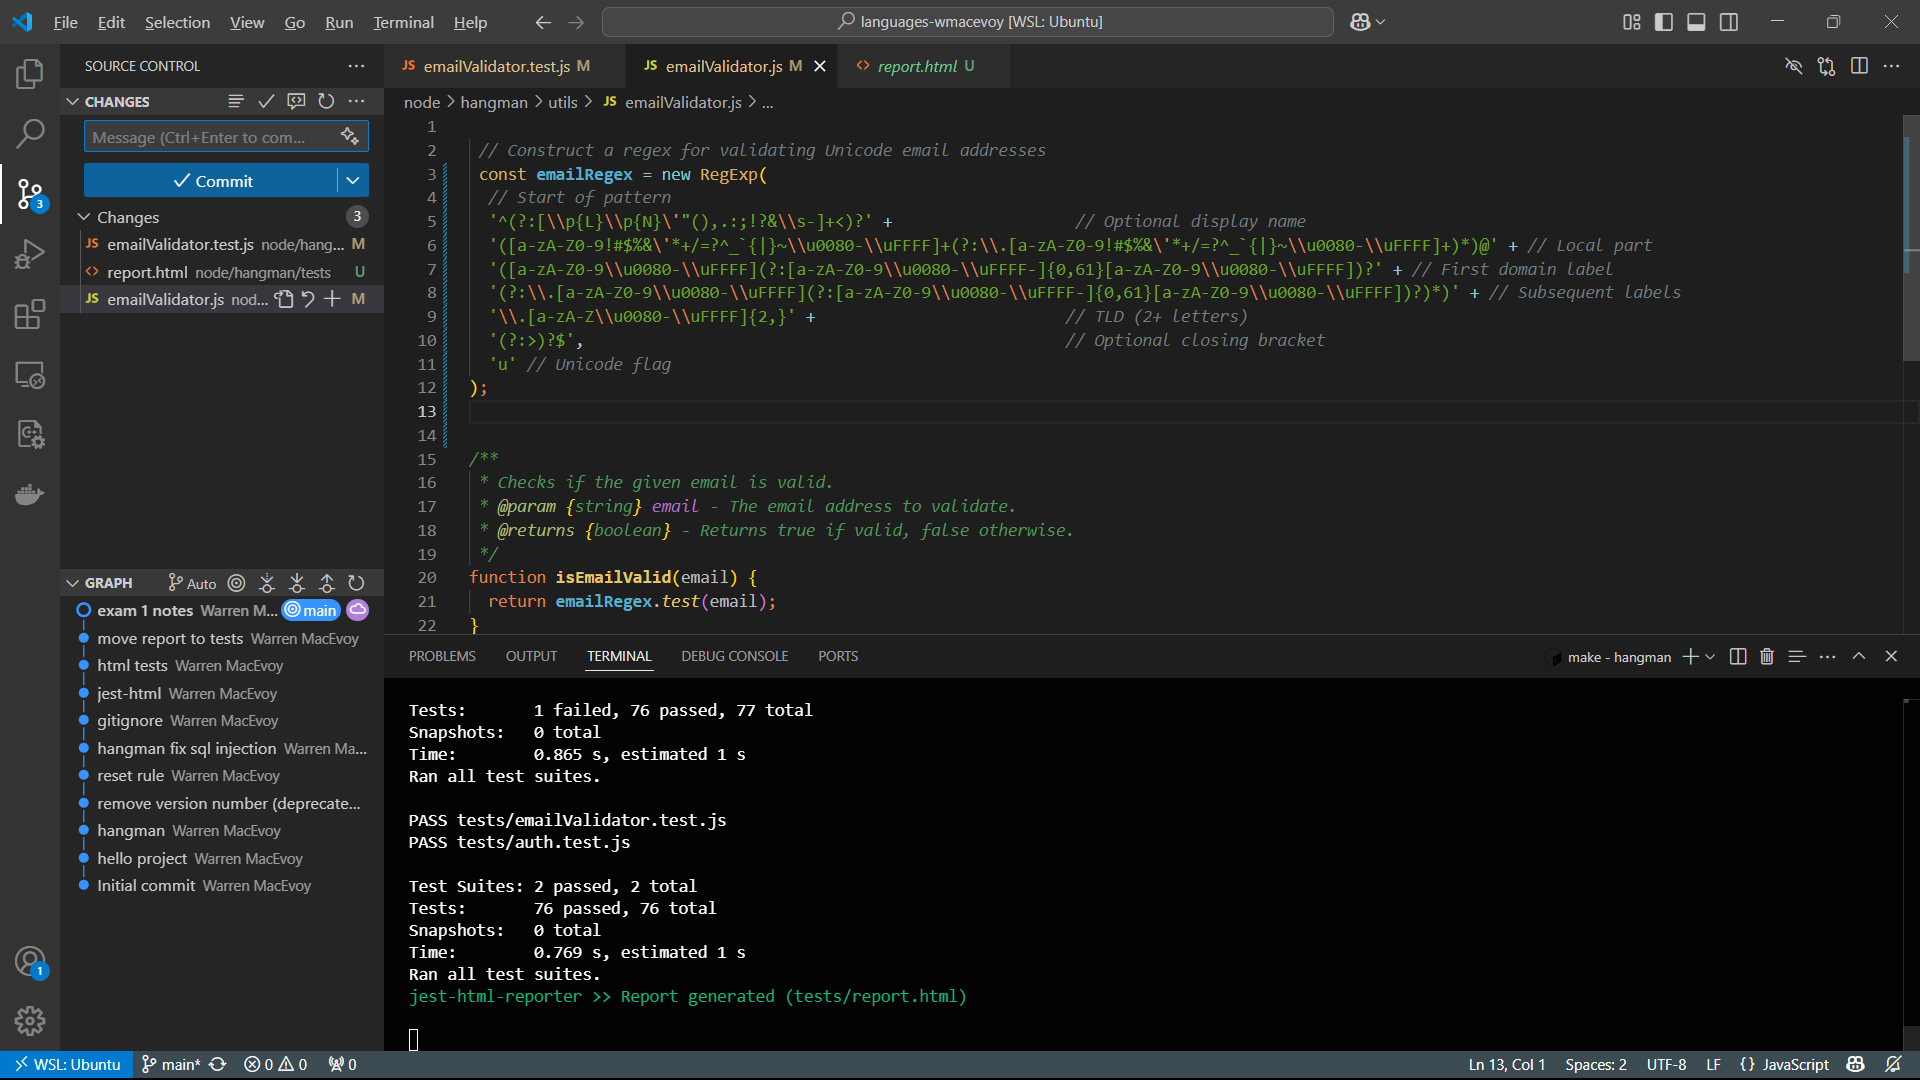 File Edit Selection View Go Run Terminal Help
languages-wmacevoy [WSL: Ubuntu]
SOURCE CONTROL
CHANGES
Message (Ctrl+Enter to com...
Commit
Changes 3
JS emailValidator.test.js node/hang... M
<> report.html node/hangman/tests U
JS emailValidator.js nod... M
3
GRAPH Auto
exam 1 notes Warren M... main
move report to tests Warren MacEvoy
html tests Warren MacEvoy
jest-html Warren MacEvoy
gitignore Warren MacEvoy
hangman fix sql injection Warren Ma...
reset rule Warren MacEvoy
remove version number (deprecate...
hangman Warren MacEvoy
hello project Warren MacEvoy
Initial commit Warren MacEvoy
1
JS emailValidator.test.js M
JS emailValidator.js M
<> report.html U
node > hangman > utils > JS emailValidator.js > ...
1
2 // Construct a regex for validating Unicode email addresses
3 const emailRegex = new RegExp(
4 // Start of pattern
5 '^(?:[\\p{L}\\p{N}\'"(),.:;!?&\\s-]+<)?' + // Optional display name
6 '([a-zA-Z0-9!#$%&\'*+/=?^_`{|}~\\u0080-\\uFFFF]+(?:\\.[a-zA-Z0-9!#$%&\'*+/=?^_`{|}~\\u0080-\\uFFFF]+)*)@' + // Local part
7 '([a-zA-Z0-9\\u0080-\\uFFFF](?:[a-zA-Z0-9\\u0080-\\uFFFF-]{0,61}[a-zA-Z0-9\\u0080-\\uFFFF])?' + // First domain label
8 '(?:\\.[a-zA-Z0-9\\u0080-\\uFFFF](?:[a-zA-Z0-9\\u0080-\\uFFFF-]{0,61}[a-zA-Z0-9\\u0080-\\uFFFF])?)*)' + // Subsequent labels
9 '\\.[a-zA-Z\\u0080-\\uFFFF]{2,}' + // TLD (2+ letters)
10 '(?:>)?$', // Optional closing bracket
11 'u' // Unicode flag
12 );
13
14
15 /**
16 * Checks if the given email is valid.
17 * @param {string} email - The email address to validate.
18 * @returns {boolean} - Returns true if valid, false otherwise.
19 */
20 function isEmailValid(email) {
21 return emailRegex.test(email);
22 }
PROBLEMS OUTPUT TERMINAL DEBUG CONSOLE PORTS
make - hangman
Tests: 1 failed, 76 passed, 77 total
Snapshots: 0 total
Time: 0.865 s, estimated 1 s
Ran all test suites.
PASS tests/emailValidator.test.js
PASS tests/auth.test.js
Test Suites: 2 passed, 2 total
Tests: 76 passed, 76 total
Snapshots: 0 total
Time: 0.769 s, estimated 1 s
Ran all test suites.
jest-html-reporter >> Report generated (tests/report.html)
WSL: Ubuntu main* 0 0 0
Ln 13, Col 1 Spaces: 2 UTF-8 LF {} JavaScript